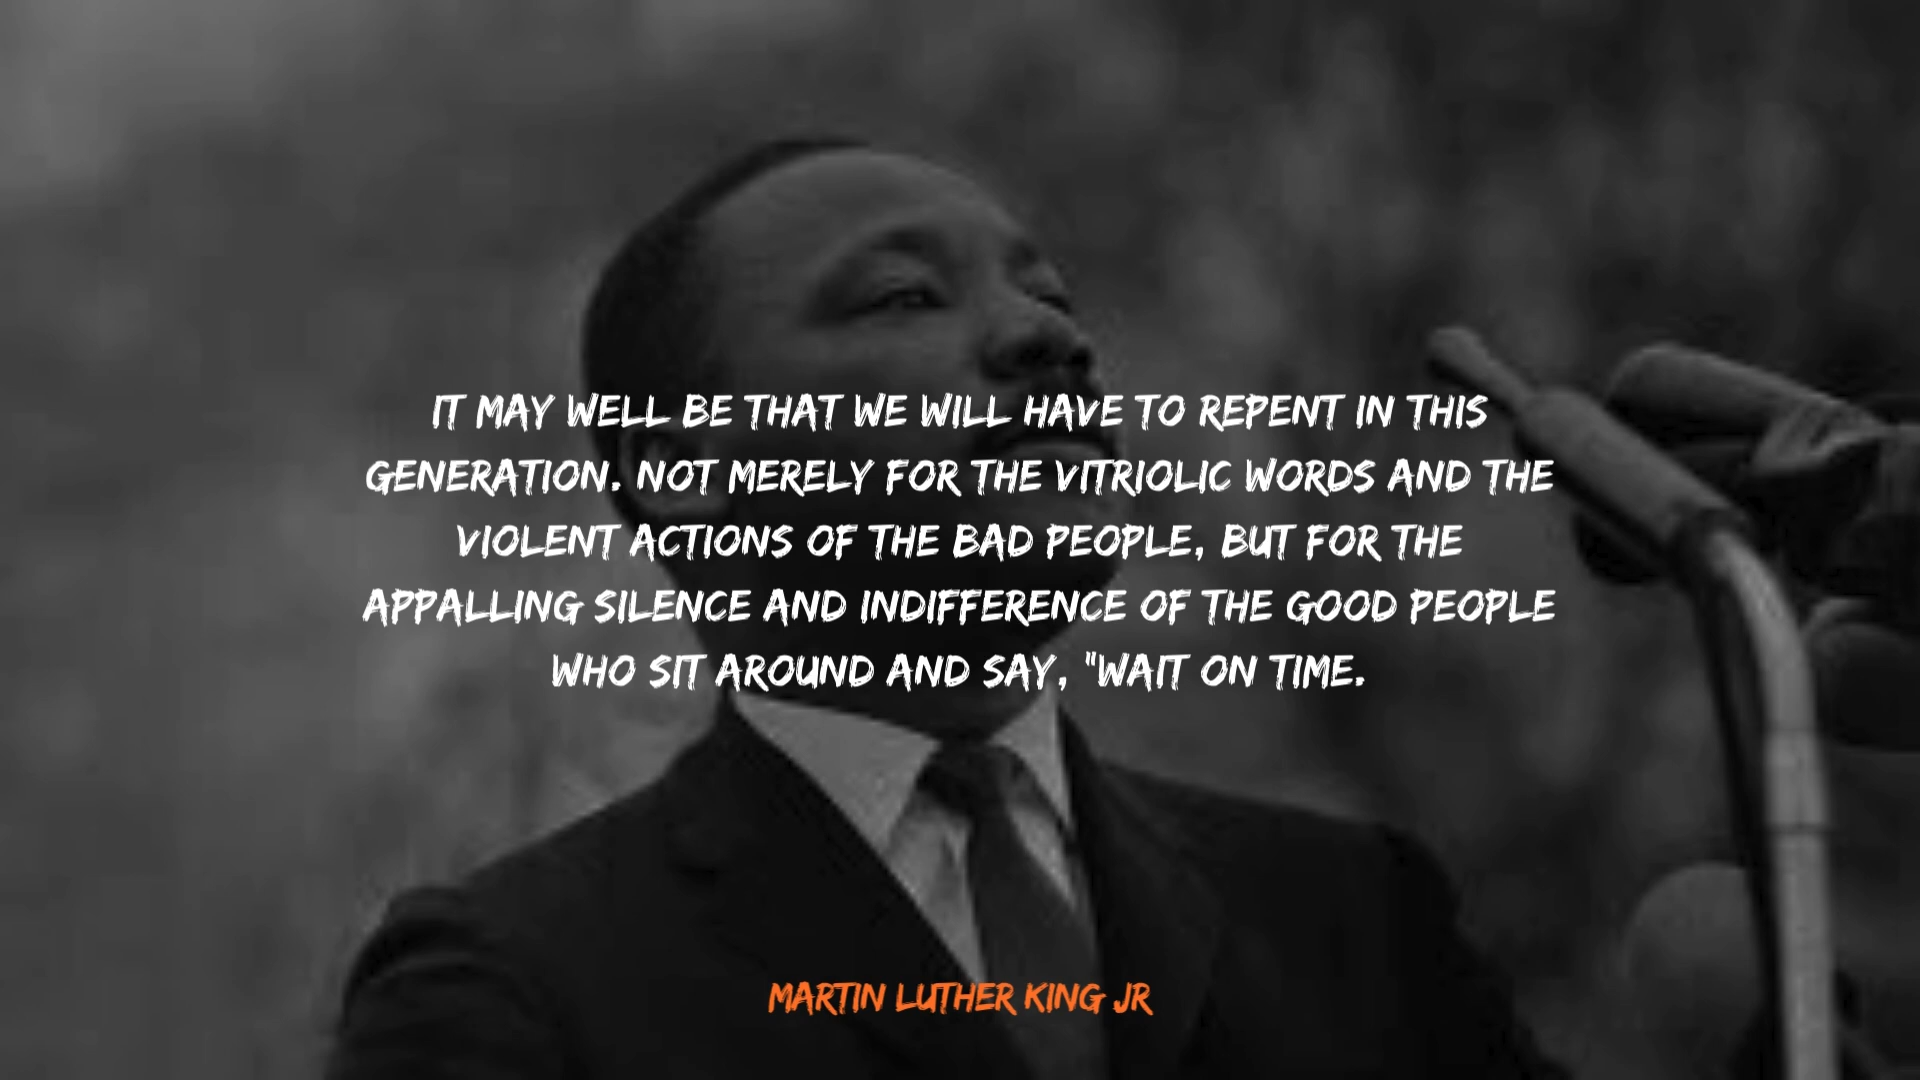 IT MAY WELL BE THAT WE WILL HAVE TO REPENT IN THIS
GENERATION. NOT MERELY FOR THE VITRIOLIC WORDS AND THE
VIOLENT ACTIONS OF THE BAD PEOPLE, BUT FOR THE
APPALLING SILENCE AND INDIFFERENCE OF THE GOOD PEOPLE
WHO SIT AROUND AND SAY, "WAIT ON TIME.
MARTIN LUTHER KING JR